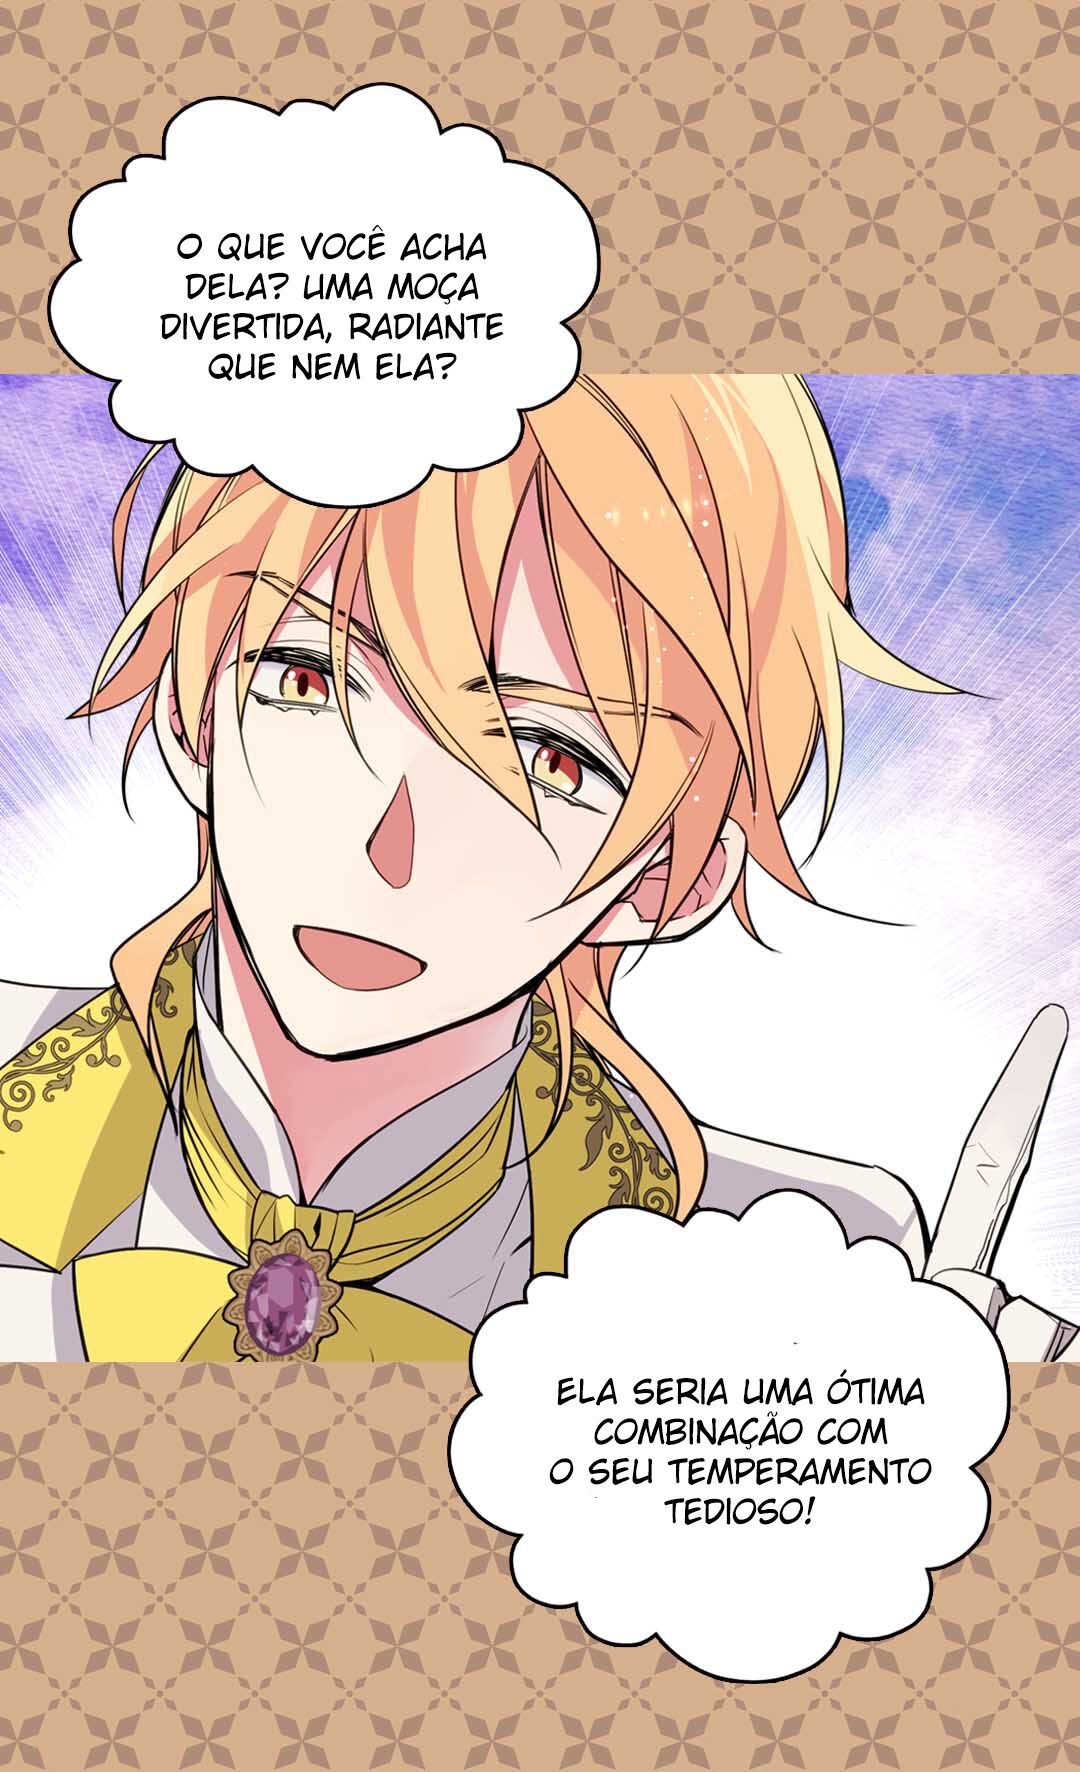 O QUE VOCÊ ACHA
DELA? UMA MOÇA
DIVERTIDA, RADIANTE
QUE NEM ELA?
ELA SERIA UMA ÓTIMA
COMBINAÇÃO COM
O SEU TEMPERAMENTO
TEDIOSO!